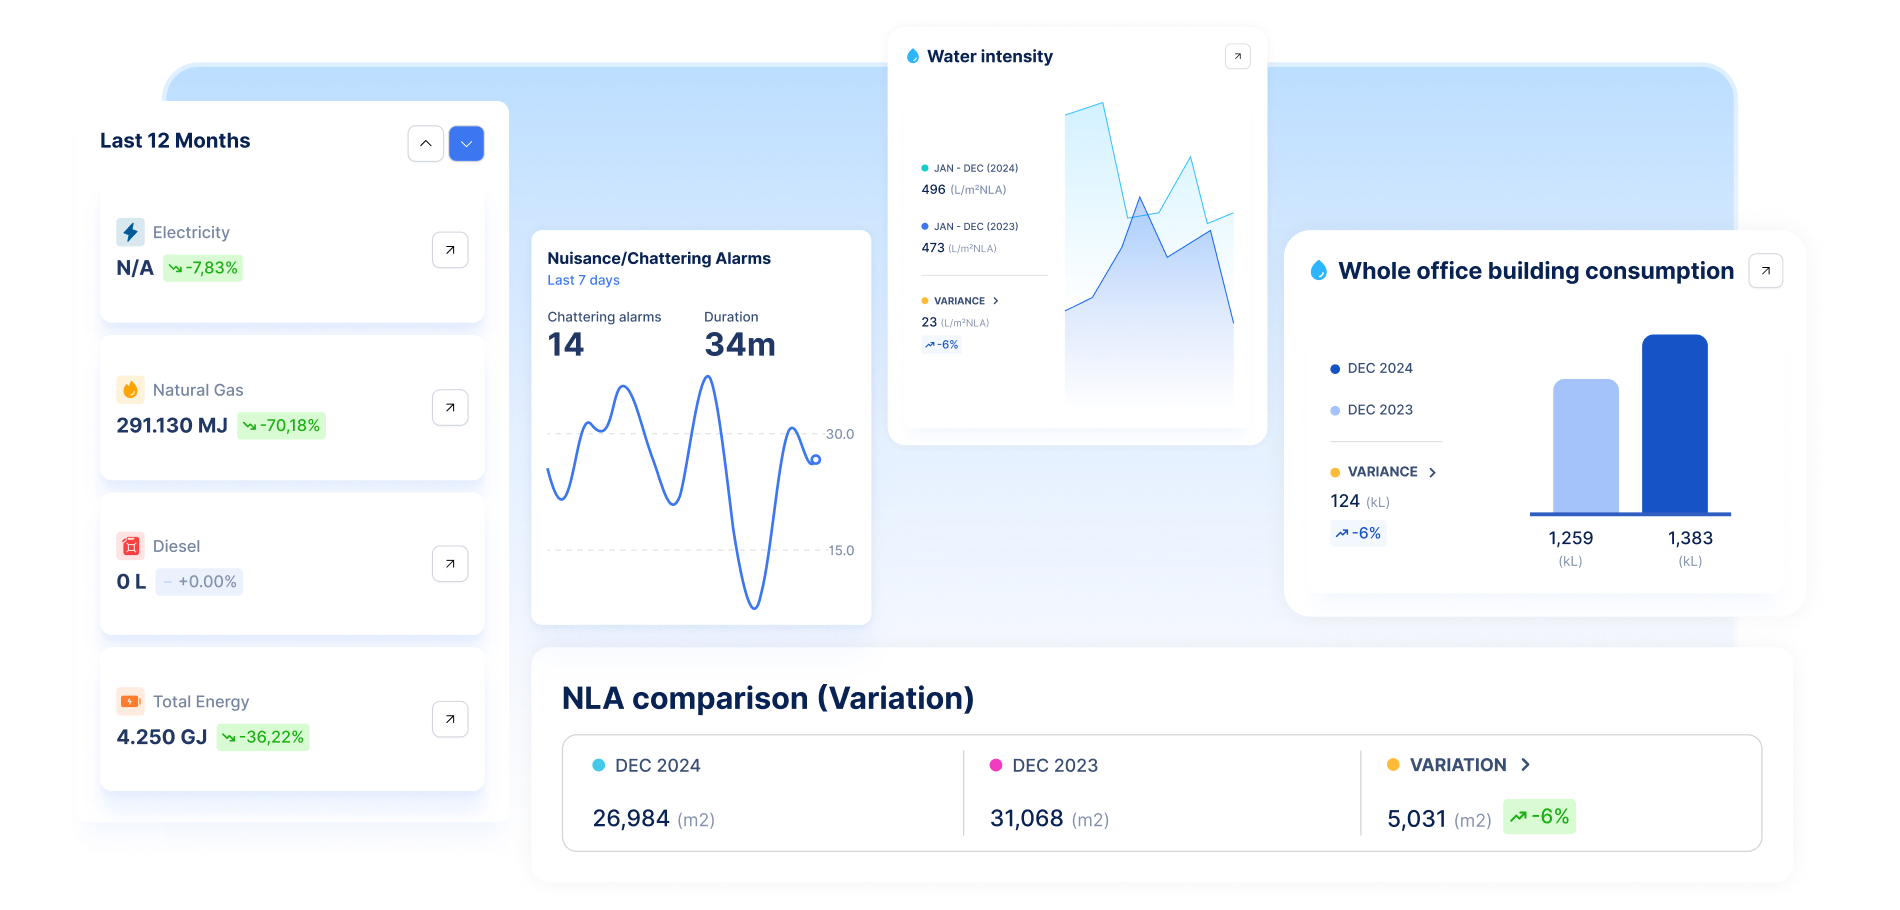 Last 12 Months
Electricity
N/A -7,83%
Natural Gas
291.130 MJ -70,18%
Diesel
0 L – +0.00%
Total Energy
4.250 GJ -36,22%
Nuisance/Chattering Alarms
Last 7 days
Chattering alarms Duration
14 34m
30.0
15.0
Water intensity
JAN - DEC (2024)
496 (L/m²NLA)
JAN - DEC (2023)
473 (L/m²NLA)
VARIANCE
23 (L/m²NLA)
-6%
Whole office building consumption
DEC 2024
DEC 2023
VARIANCE
124 (kL)
-6%
1,259 1,383
(kL) (kL)
NLA comparison (Variation)
DEC 2024 DEC 2023 VARIATION
26,984 (m2) 31,068 (m2) 5,031 (m2) -6%